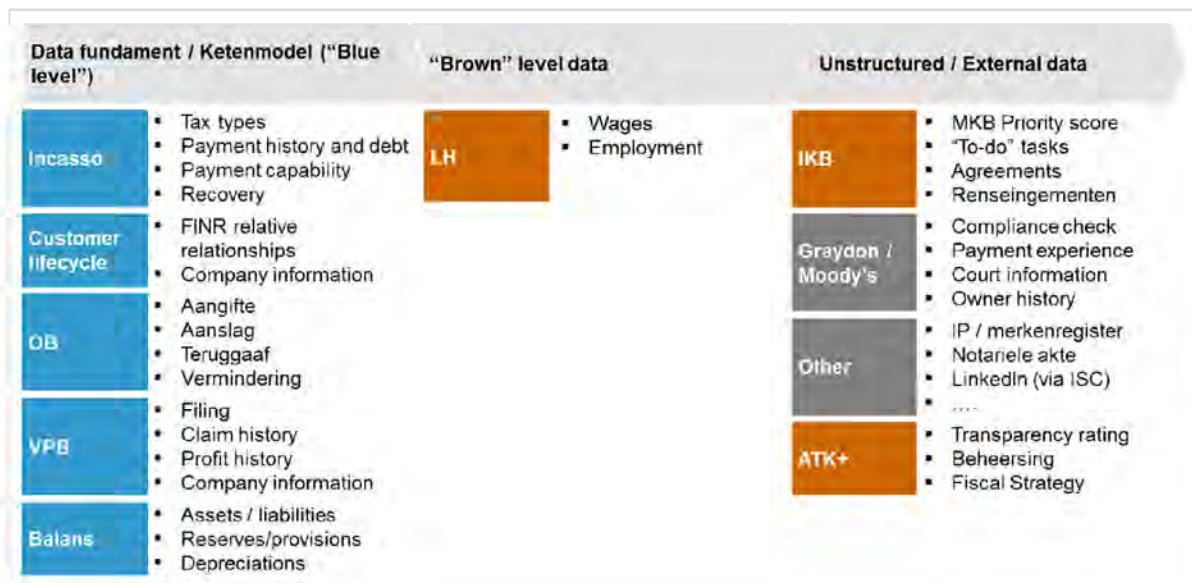 Data fundament / Ketenmodel ("Blue
level")
"Brown" level data
Unstructured / External data
Incasso
▪ Tax types
▪ Payment history and debt
▪ Payment capability
▪ Recovery
Customer
lifecycle
▪ FINR relative
relationships
▪ Company information
OB
▪ Aangifte
▪ Aanslag
▪ Teruggaaf
▪ Vermindering
VPB
▪ Filing
▪ Claim history
▪ Profit history
▪ Company information
Balans
▪ Assets / liabilities
▪ Reserves/provisions
▪ Depreciations
LH
▪ Wages
▪ Employment
IKB
▪ MKB Priority score
▪ "To-do" tasks
▪ Agreements
▪ Renseingementen
Graydon /
Moody's
▪ Compliance check
▪ Payment experience
▪ Court information
▪ Owner history
Other
▪ IP / merkenregister
▪ Notariele akte
▪ LinkedIn (via ISC)
▪ ....
ATK+
▪ Transparency rating
▪ Beheersing
▪ Fiscal Strategy